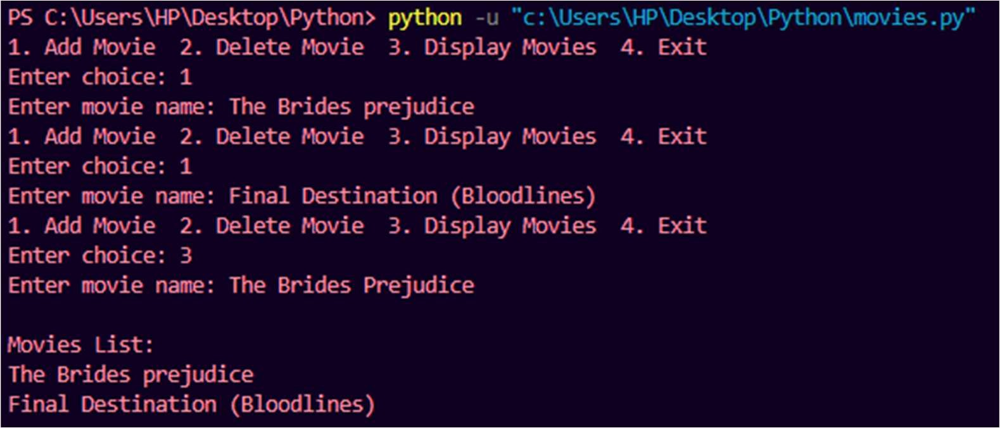 PS C:\Users\HP\Desktop\Python> python -u "c:\Users\HP\Desktop\Python\movies.py"
1. Add Movie  2. Delete Movie  3. Display Movies  4. Exit
Enter choice: 1
Enter movie name: The Brides prejudice
1. Add Movie  2. Delete Movie  3. Display Movies  4. Exit
Enter choice: 1
Enter movie name: Final Destination (Bloodlines)
1. Add Movie  2. Delete Movie  3. Display Movies  4. Exit
Enter choice: 3
Enter movie name: The Brides Prejudice
Movies List:
The Brides prejudice
Final Destination (Bloodlines)